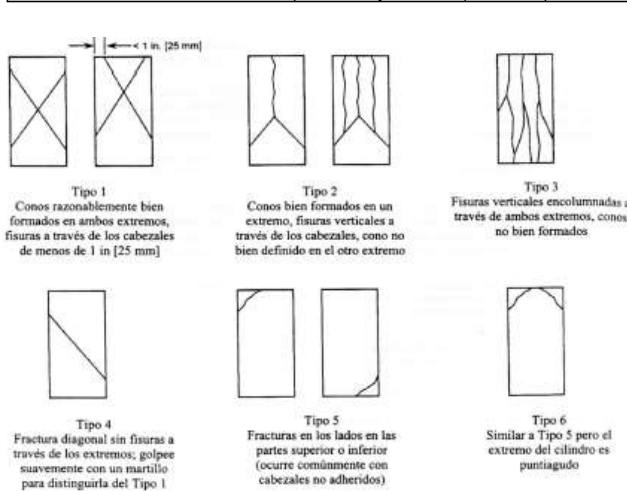 < 1 in. [25 mm]
Tipo 1
Conos razonablemente bien
formados en ambos extremos,
fisuras a través de los cabezales
de menos de 1 in [25 mm]
Tipo 2
Conos bien formados en un
extremo, fisuras verticales a
través de los cabezales, cono no
bien definido en el otro extremo
Tipo 3
Fisuras verticales encolumnadas a
través de ambos extremos, conos
no bien formados
Tipo 4
Fractura diagonal sin fisuras a
través de los extremos; golpee
suavemente con un martillo
para distinguirla del Tipo 1
Tipo 5
Fracturas en los lados en las
partes superior o inferior
(ocurre comúnmente con
cabezales no adheridos)
Tipo 6
Similar a Tipo 5 pero el
extremo del cilindro es
puntiagudo